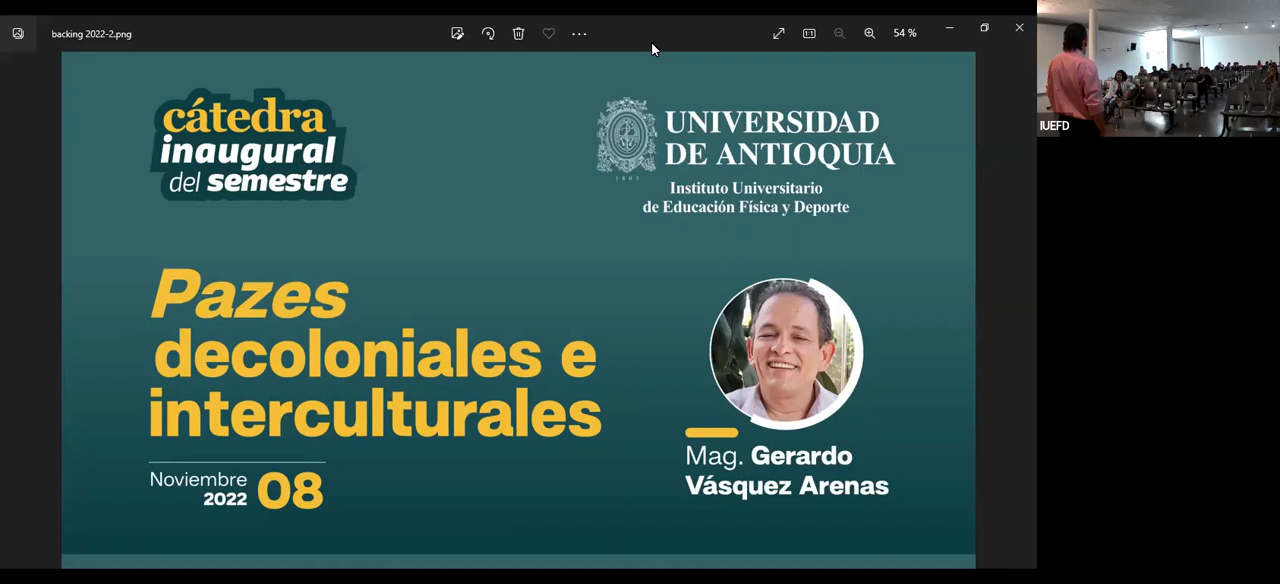 backing 2022-2.png
54 %
cátedra
inaugural
del semestre
UNIVERSIDAD
DE ANTIOQUIA
1803
Instituto Universitario
de Educación Física y Deporte
Pazes
decoloniales e
interculturales
Noviembre
2022 08
Mag. Gerardo
Vásquez Arenas
IUEFD